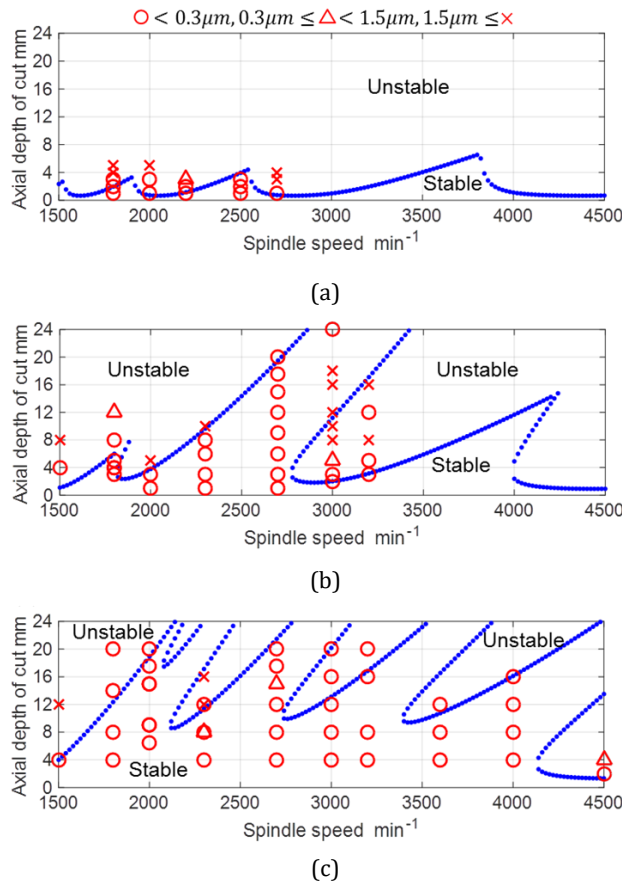 ○ < 0.3μm, 0.3μm ≤ △ < 1.5μm, 1.5μm ≤ ×
Axial depth of cut mm
24
20
16
12
8
4
0
Unstable
Stable
1500 2000 2500 3000 3500 4000 4500
Spindle speed min⁻¹
(a)
Axial depth of cut mm
24
20
16
12
8
4
0
Unstable
Unstable
Stable
1500 2000 2500 3000 3500 4000 4500
Spindle speed min⁻¹
(b)
Axial depth of cut mm
24
20
16
12
8
4
0
Unstable
Unstable
Stable
1500 2000 2500 3000 3500 4000 4500
Spindle speed min⁻¹
(c)